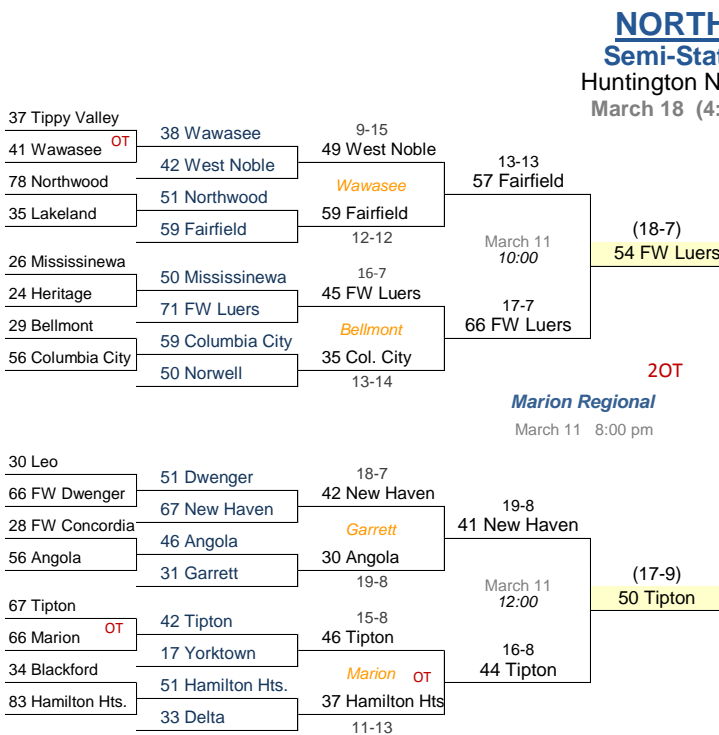 NORTH
Semi-Stat
Huntington N
March 18 (4:
37 Tippy Valley
41 Wawasee OT
78 Northwood
35 Lakeland
26 Mississinewa
24 Heritage
29 Bellmont
56 Columbia City
38 Wawasee
42 West Noble
51 Northwood
59 Fairfield
50 Mississinewa
71 FW Luers
59 Columbia City
50 Norwell
9-15
49 West Noble
Wawasee
59 Fairfield
12-12
16-7
45 FW Luers
Bellmont
35 Col. City
13-14
13-13
57 Fairfield
March 11
10:00
17-7
66 FW Luers
(18-7)
54 FW Luers
2OT
Marion Regional
March 11 8:00 pm
30 Leo
66 FW Dwenger
28 FW Concordia
56 Angola
67 Tipton
66 Marion OT
34 Blackford
83 Hamilton Hts.
51 Dwenger
67 New Haven
46 Angola
31 Garrett
42 Tipton
17 Yorktown
51 Hamilton Hts.
33 Delta
18-7
42 New Haven
Garrett
30 Angola
19-8
15-8
46 Tipton
Marion OT
37 Hamilton Hts
11-13
19-8
41 New Haven
March 11
12:00
16-8
44 Tipton
(17-9)
50 Tipton